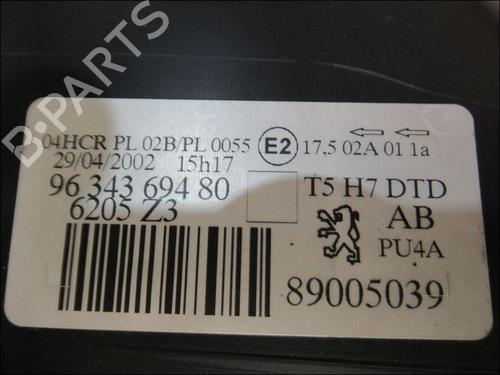 B-PARTS
04HCR PL 02B/PL 0055 E2 17,5 02A 01 1a
29/04/2002 15h17
96 343 694 80
6205 Z3
T5 H7 DTD
AB
PU4A
89005039